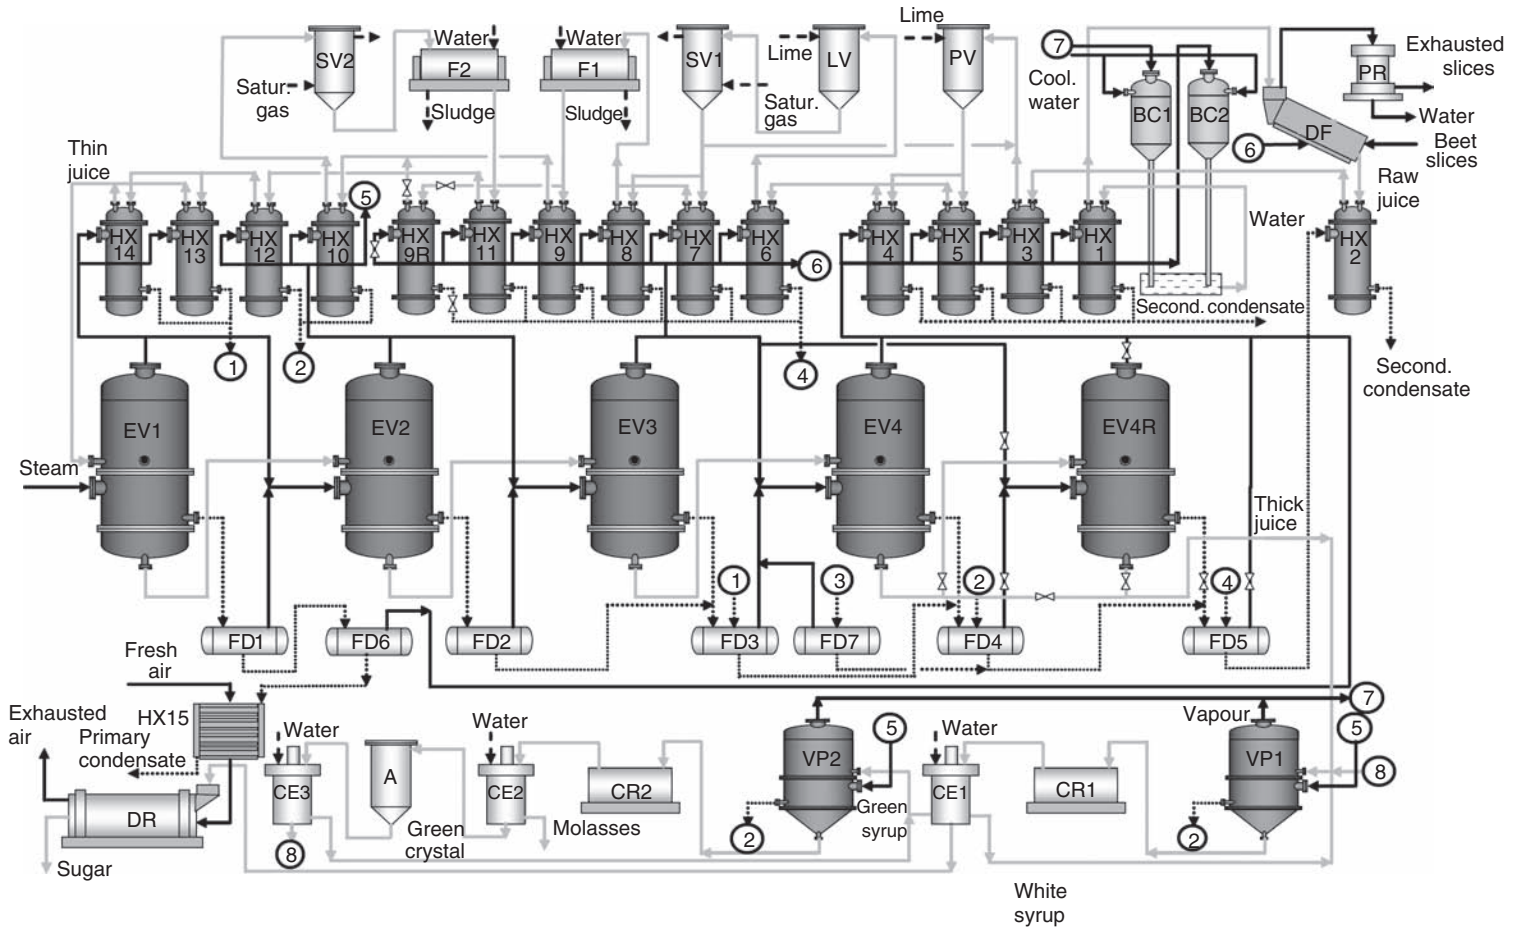 Lime
SV2
Water
F2
Water
F1
SV1
Lime
LV
PV
7
Cool.
water
BC1
BC2
PR
Exhausted
slices
Satur.
gas
Sludge
Sludge
Satur.
gas
Water
DF
6
Beet
slices
Thin
juice
Raw
juice
5
Water
HX
14
HX
13
HX
12
HX
10
HX
9R
HX
11
HX
9
HX
8
HX
7
HX
6
6
HX
4
HX
5
HX
3
HX
1
HX
2
Second. condensate
1
2
4
Second.
condensate
EV1
EV2
EV3
EV4
EV4R
Steam
Thick
juice
1
3
2
4
FD1
FD6
FD2
FD3
FD7
FD4
FD5
Fresh
air
Exhausted
air
HX15
Primary
condensate
Water
Water
Water
Vapour
7
5
5
CE3
A
CE2
CR2
VP2
CE1
CR1
VP1
8
DR
Green
crystal
Molasses
Green
syrup
2
2
8
Sugar
White
syrup